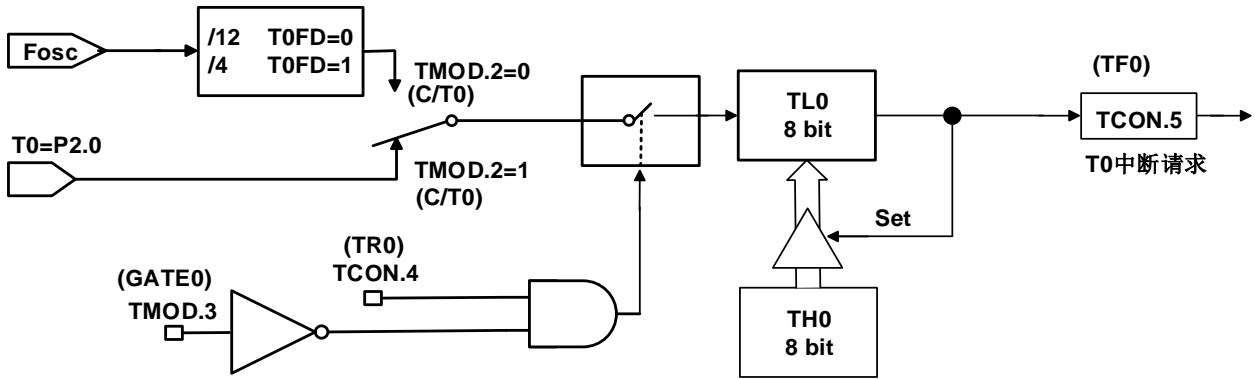 Fosc
/12 T0FD=0
/4 T0FD=1
TMOD.2=0
(C/T0)
T0=P2.0
TMOD.2=1
(C/T0)
TL0
8 bit
(TF0)
TCON.5
T0中断请求
Set
(TR0)
TCON.4
(GATE0)
TMOD.3
TH0
8 bit